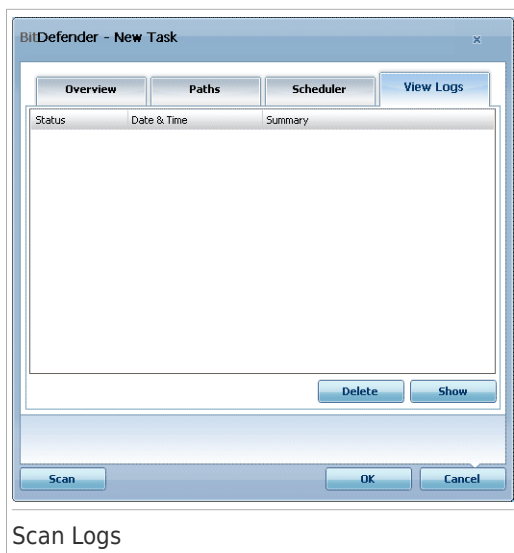 BitDefender - New Task
x
Overview Paths Scheduler View Logs
Status Date & Time Summary
Delete Show
Scan OK Cancel
Scan Logs